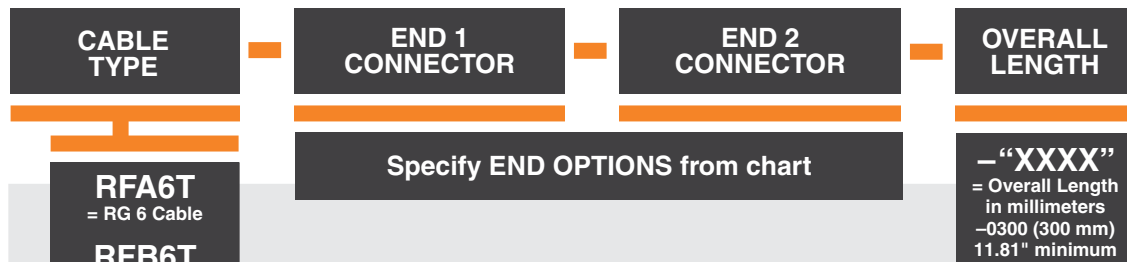 CABLE
TYPE
END 1
CONNECTOR
END 2
CONNECTOR
OVERALL
LENGTH
Specify END OPTIONS from chart
RFA6T
= RG 6 Cable
RFB6T
–“XXXX”
= Overall Length
in millimeters
–0300 (300 mm)
11.81" minimum